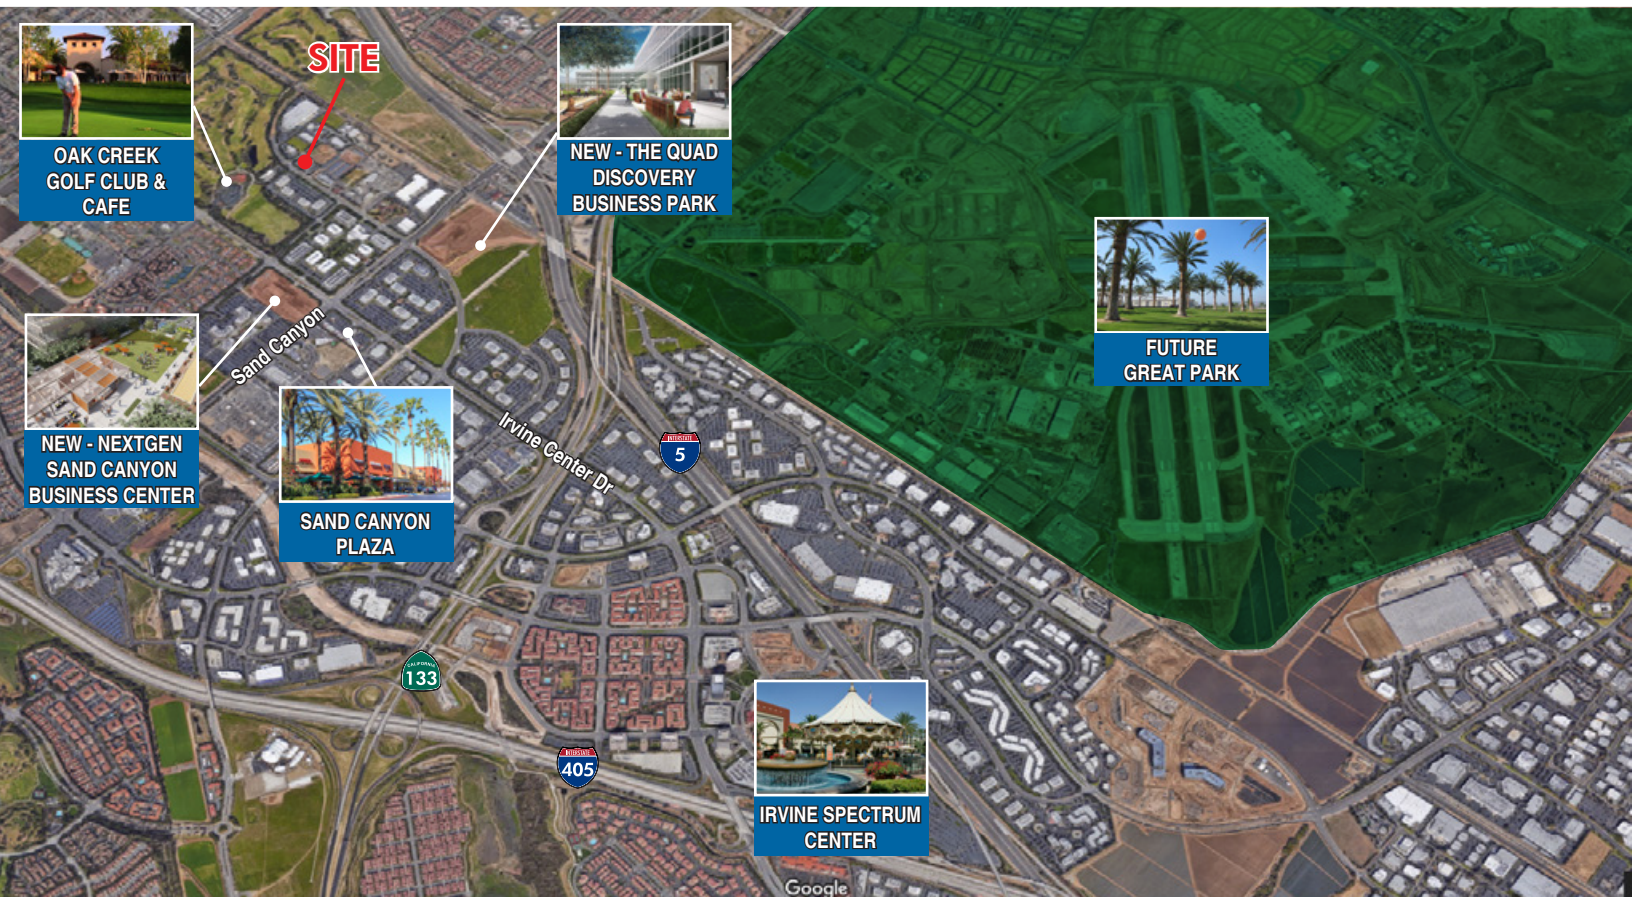 SITE
OAK CREEK
GOLF CLUB &
CAFE
NEW - THE QUAD
DISCOVERY
BUSINESS PARK
FUTURE
GREAT PARK
Sand Canyon
NEW - NEXTGEN
SAND CANYON
BUSINESS CENTER
SAND CANYON
PLAZA
Irvine Center Dr
INTERSTATE
5
CALIFORNIA
133
INTERSTATE
405
IRVINE SPECTRUM
CENTER
Google